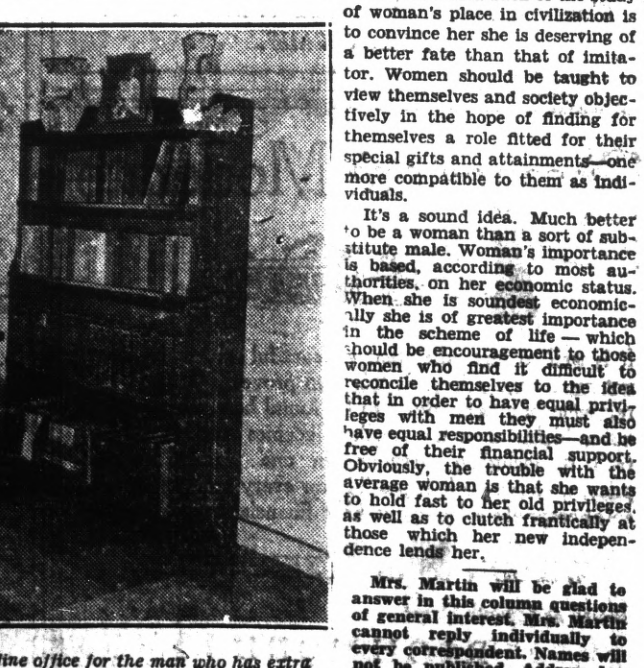 of woman's place in civilization is
to convince her she is deserving of
a better fate than that of imita-
tor. Women should be taught to
view themselves and society objec-
tively in the hope of finding for
themselves a role fitted for their
special gifts and attainments—one
more compatible to them as indi-
viduals.
It's a sound idea. Much better
to be a woman than a sort of sub-
stitute male. Woman's importance
is based, according to most au-
thorities, on her economic status.
When she is soundest economic-
ally she is of greatest importance
in the scheme of life — which
should be encouragement to those
women who find it difficult to
reconcile themselves to the idea
that in order to have equal privi-
leges with men they must also
have equal responsibilities—and be
free of their financial support.
Obviously, the trouble with the
average woman is that she wants
to hold fast to her old privileges,
as well as to clutch frantically at
those which her new indepen-
dence lends her.
Mrs. Martin will be glad to
answer in this column questions
of general interest. Mrs. Martin
cannot reply individually to
every correspondent. Names will
not be published.
line office for the man who has extra